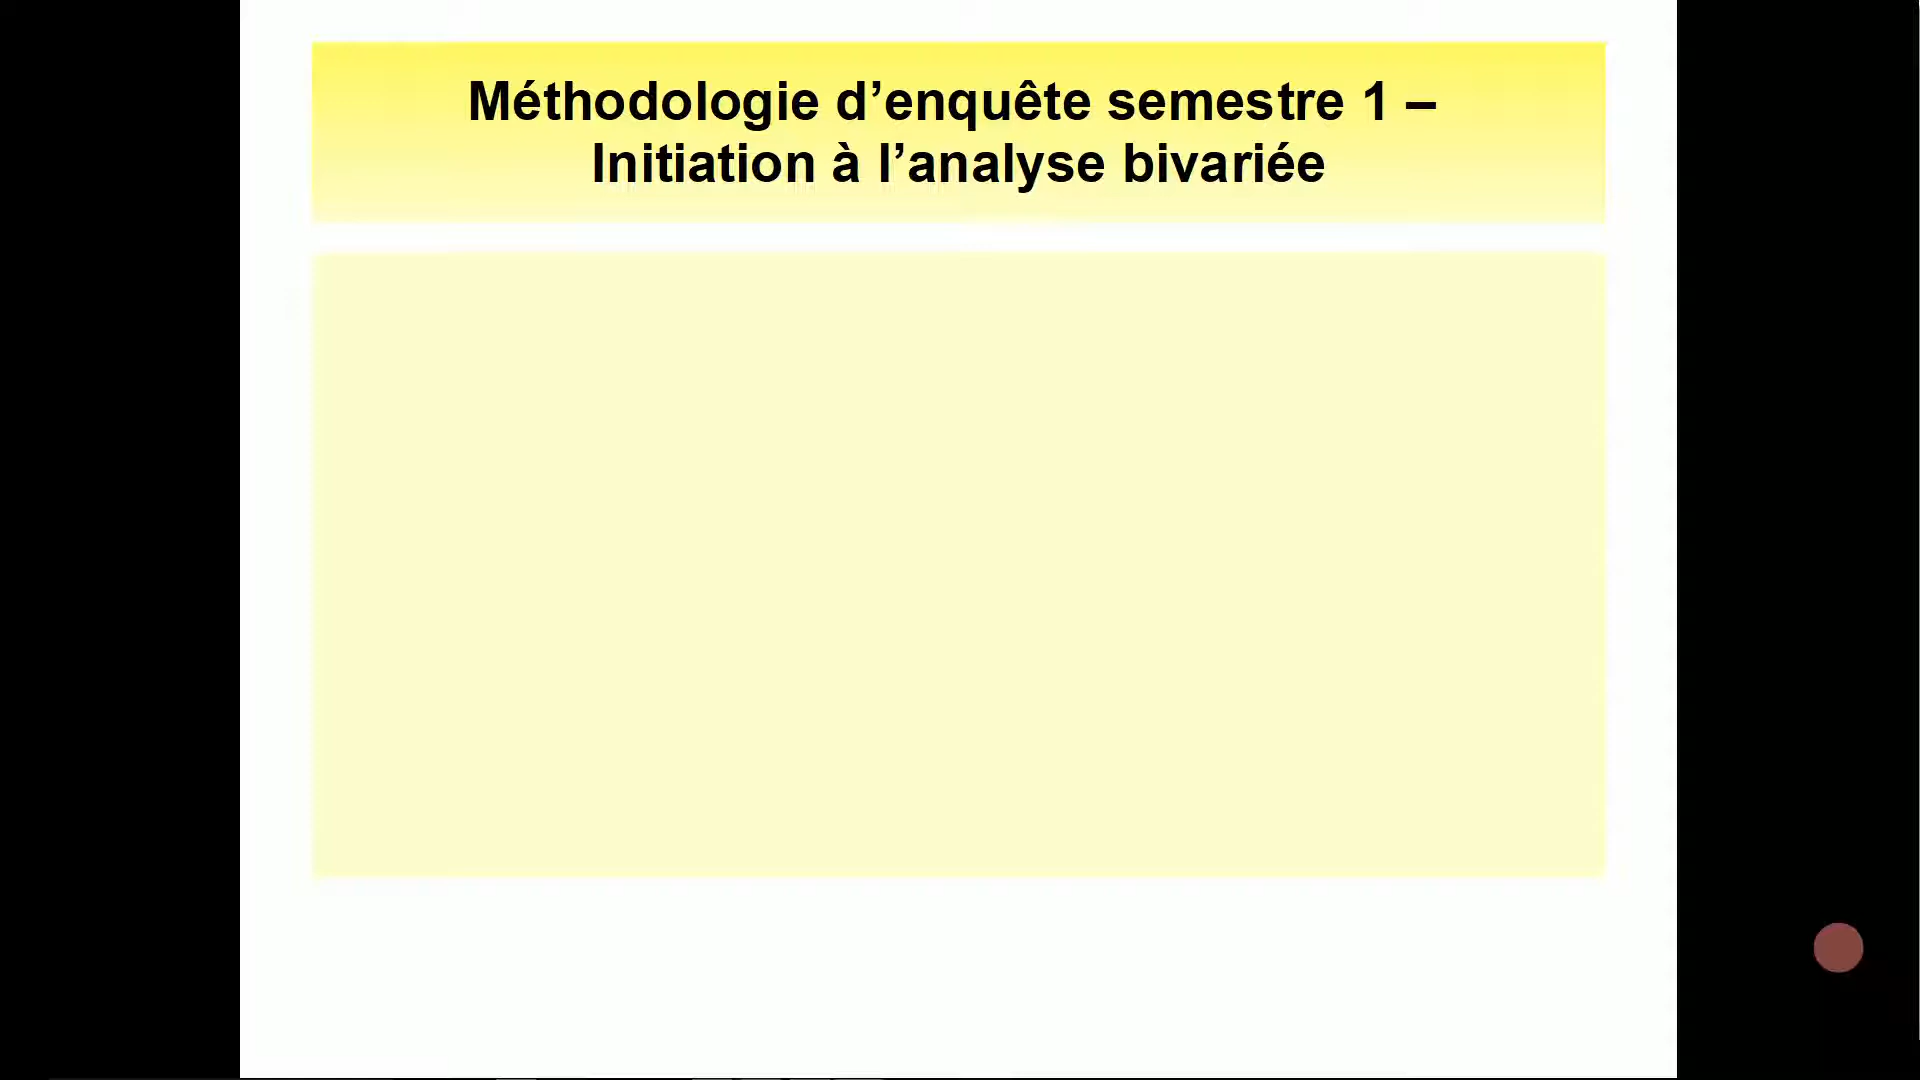 Méthodologie d’enquête semestre 1 –
Initiation à l’analyse bivariée